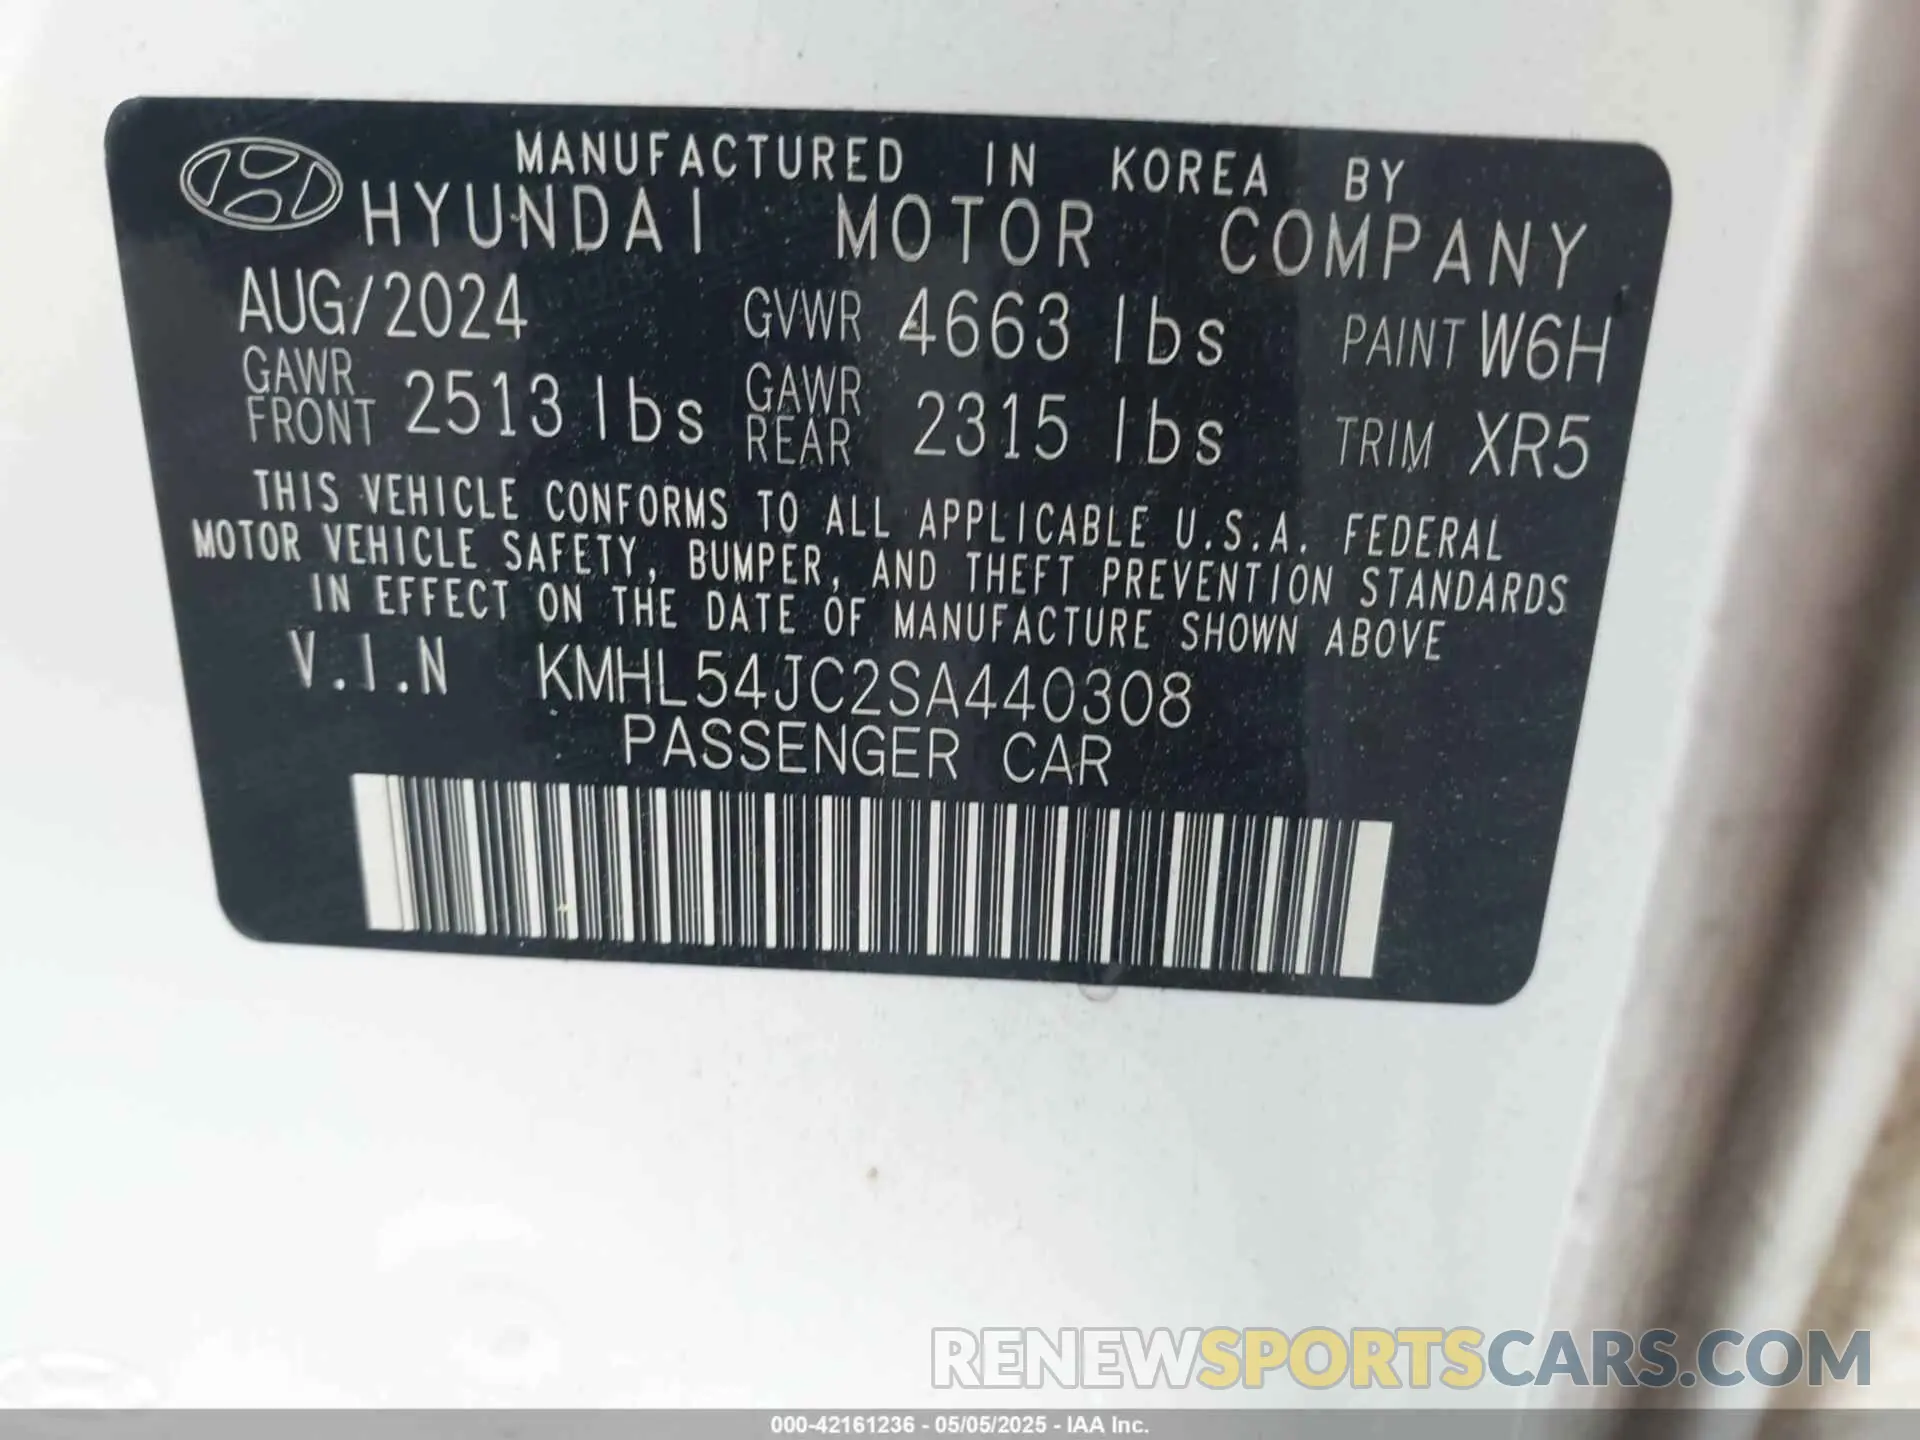 MANUFACTURED IN KOREA BY
HYUNDAI MOTOR COMPANY
AUG/2024 GVWR 4663 lbs PAINT W6H
GAWR FRONT 2513 lbs GAWR REAR 2315 lbs TRIM XR5
THIS VEHICLE CONFORMS TO ALL APPLICABLE U.S.A. FEDERAL
MOTOR VEHICLE SAFETY, BUMPER, AND THEFT PREVENTION STANDARDS
IN EFFECT ON THE DATE OF MANUFACTURE SHOWN ABOVE
V.I.N KMHL54JC2SA440308
PASSENGER CAR
RENEWSPORTSCARS.COM
000-42161236 - 05/05/2025 - IAA Inc.